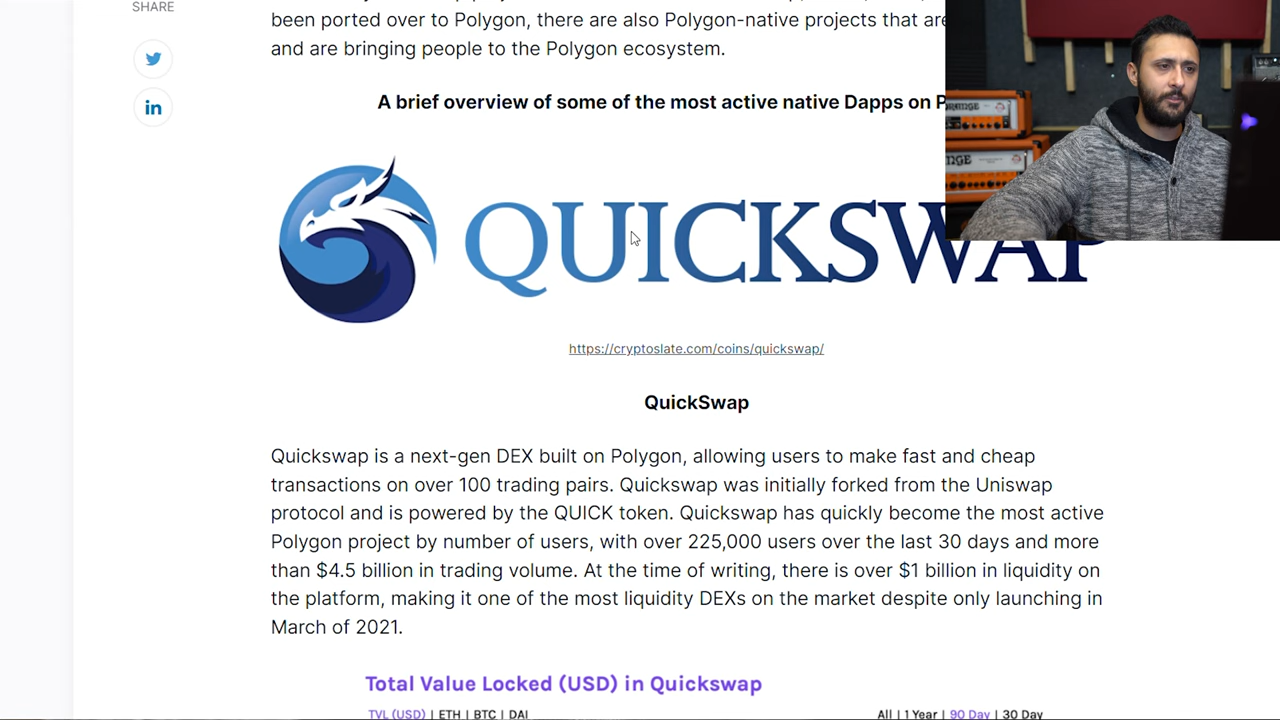 SHARE
been ported over to Polygon, there are also Polygon-native projects that are
and are bringing people to the Polygon ecosystem.
A brief overview of some of the most active native Dapps on P
ORANGE
NGE
QUICKSWAP
https://cryptoslate.com/coins/quickswap/
QuickSwap
Quickswap is a next-gen DEX built on Polygon, allowing users to make fast and cheap
transactions on over 100 trading pairs. Quickswap was initially forked from the Uniswap
protocol and is powered by the QUICK token. Quickswap has quickly become the most active
Polygon project by number of users, with over 225,000 users over the last 30 days and more
than $4.5 billion in trading volume. At the time of writing, there is over $1 billion in liquidity on
the platform, making it one of the most liquidity DEXs on the market despite only launching in
March of 2021.
Total Value Locked (USD) in Quickswap
TVL (USD) | ETH | BTC | DAI
All | 1 Year | 90 Day | 30 Day